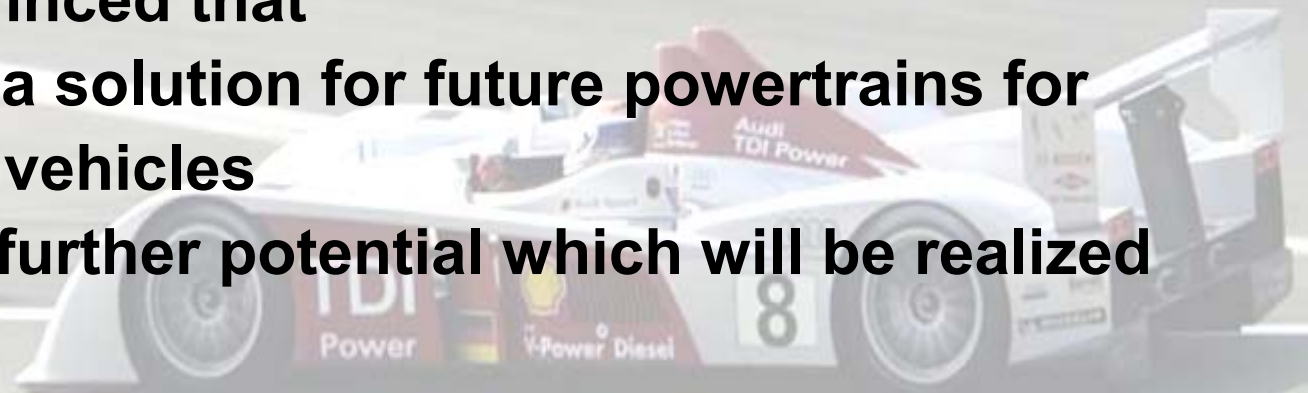 that
a solution for future powertrains for
vehicles
further potential which will be realized
Audi
TDI Power
TDI
Power
V-Power Diesel
8